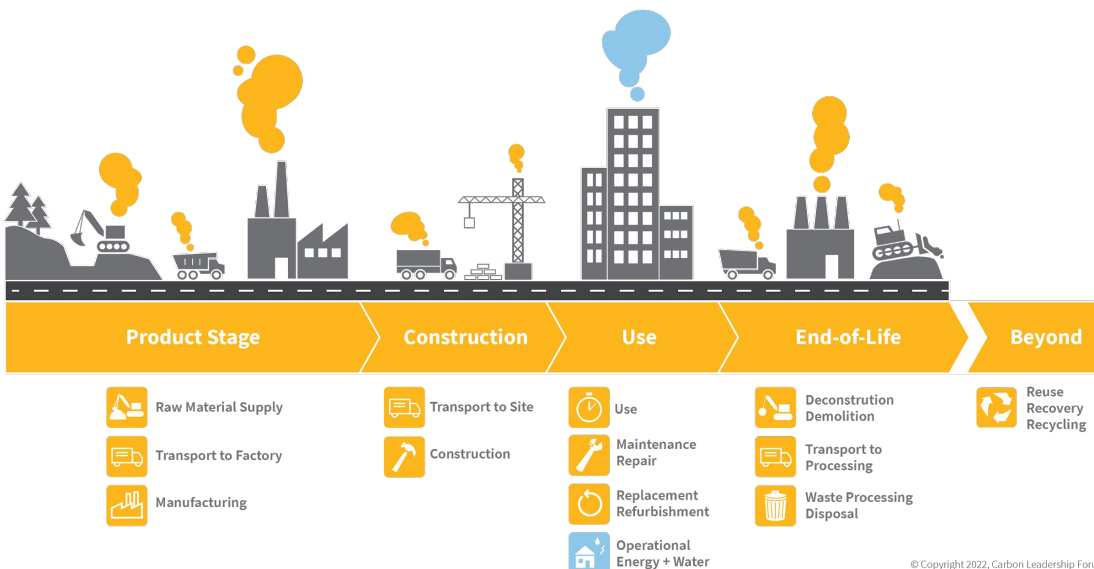 Product Stage
Construction
Use
End-of-Life
Beyond
Raw Material Supply
Transport to Factory
Manufacturing
Transport to Site
Construction
Use
Maintenance
Repair
Replacement
Refurbishment
Operational
Energy + Water
Deconstrution
Demolition
Transport to
Processing
Waste Processing
Disposal
Reuse
Recovery
Recycling
© Copyright 2022, Carbon Leadership Foru